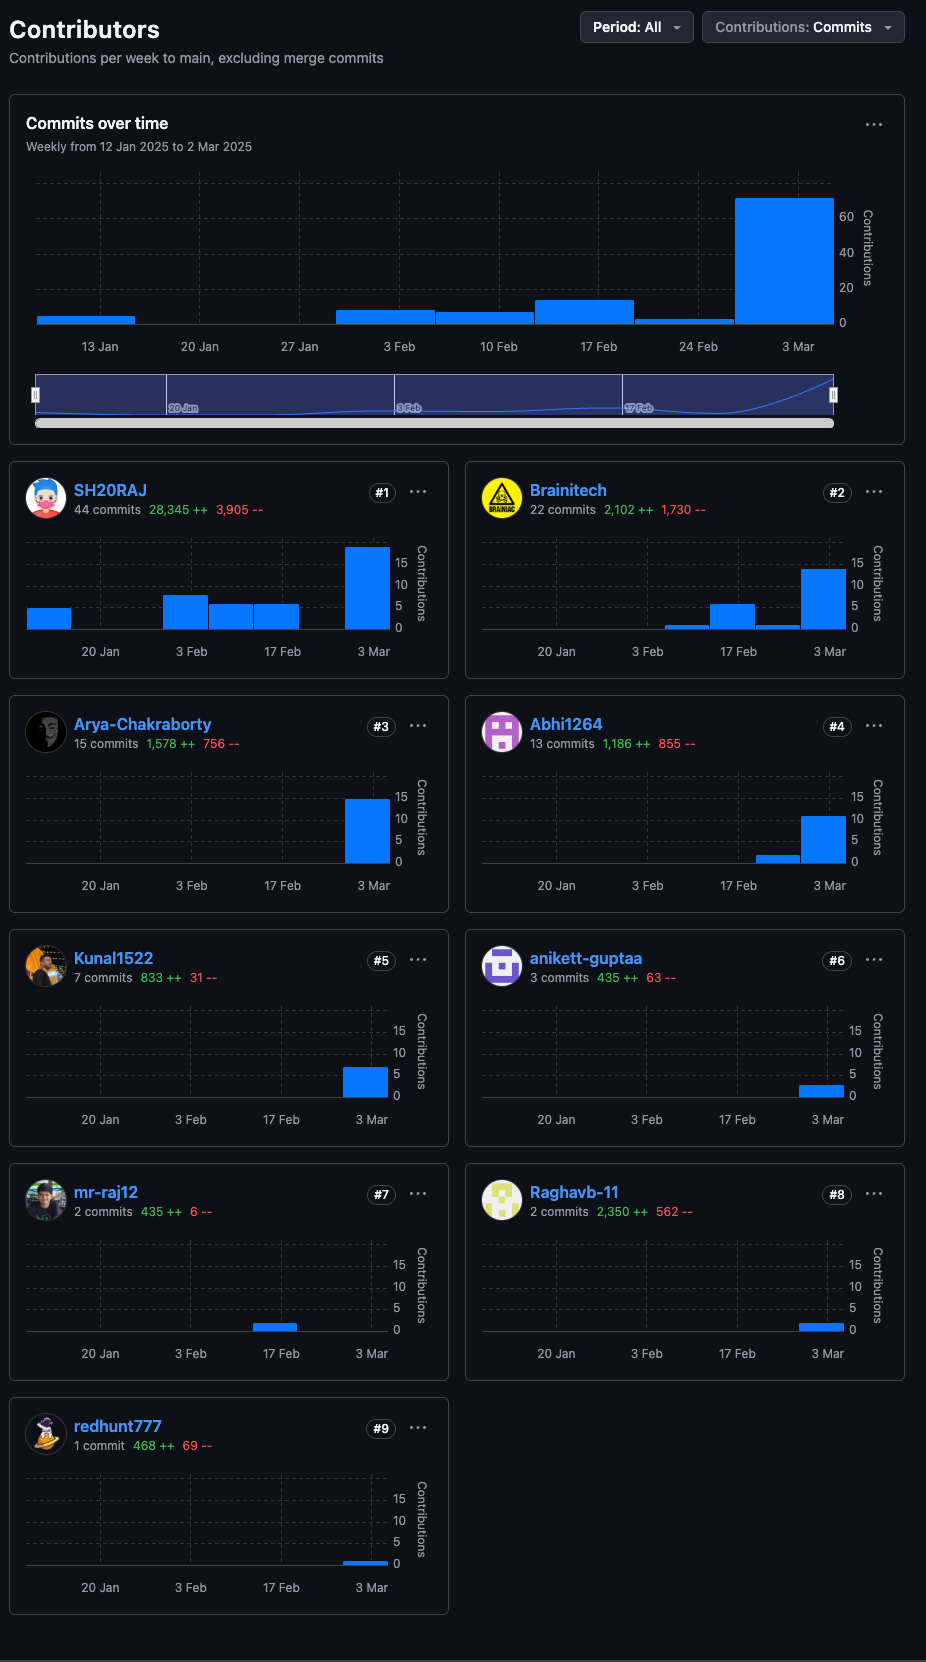 Contributors
Period: All
Contributions: Commits
Contributions per week to main, excluding merge commits
Commits over time
Weekly from 12 Jan 2025 to 2 Mar 2025
60
40
20
0
Contributions
13 Jan 20 Jan 27 Jan 3 Feb 10 Feb 17 Feb 24 Feb 3 Mar
20 Jan 3 Feb 17 Feb
SH20RAJ
#1
44 commits 28,345 ++ 3,905 --
15
10
5
0
Contributions
20 Jan 3 Feb 17 Feb 3 Mar
BRAINIAC
Brainitech
#2
22 commits 2,102 ++ 1,730 --
15
10
5
0
Contributions
20 Jan 3 Feb 17 Feb 3 Mar
Arya-Chakraborty
#3
15 commits 1,578 ++ 756 --
15
10
5
0
Contributions
20 Jan 3 Feb 17 Feb 3 Mar
Abhi1264
#4
13 commits 1,186 ++ 855 --
15
10
5
0
Contributions
20 Jan 3 Feb 17 Feb 3 Mar
Kunal1522
#5
7 commits 833 ++ 31 --
15
10
5
0
Contributions
20 Jan 3 Feb 17 Feb 3 Mar
anikett-guptaa
#6
3 commits 435 ++ 63 --
15
10
5
0
Contributions
20 Jan 3 Feb 17 Feb 3 Mar
mr-raj12
#7
2 commits 435 ++ 6 --
15
10
5
0
Contributions
20 Jan 3 Feb 17 Feb 3 Mar
Raghavb-11
#8
2 commits 2,350 ++ 562 --
15
10
5
0
Contributions
20 Jan 3 Feb 17 Feb 3 Mar
redhunt777
#9
1 commit 468 ++ 69 --
15
10
5
0
Contributions
20 Jan 3 Feb 17 Feb 3 Mar